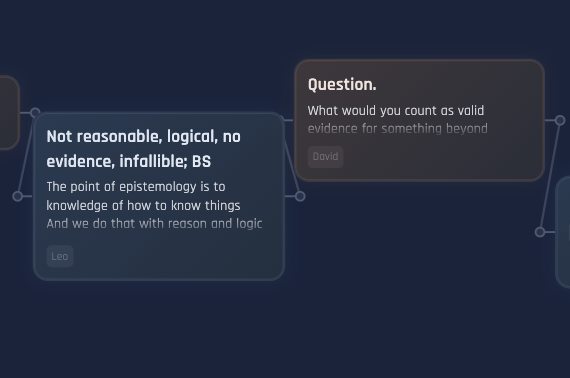 Not reasonable, logical, no
evidence, infallible; BS
The point of epistemology is to
knowledge of how to know things
And we do that with reason and logic
Leo
Question.
What would you count as valid
evidence for something beyond
David